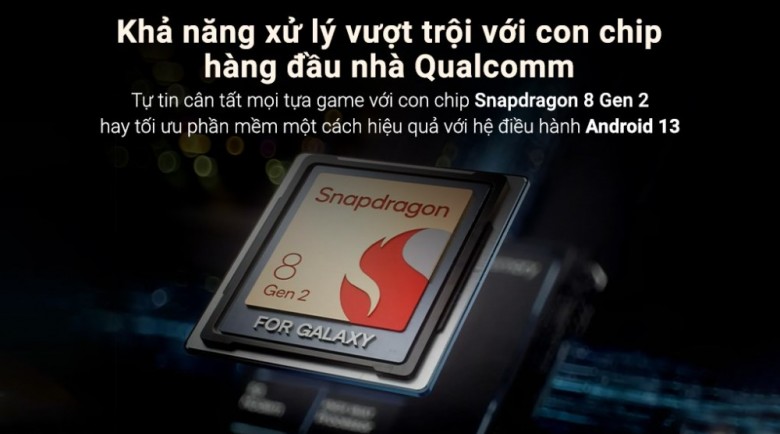 Khả năng xử lý vượt trội với con chip
hàng đầu nhà Qualcomm
Tự tin cân tất mọi tựa game với con chip Snapdragon 8 Gen 2
hay tối ưu phần mềm một cách hiệu quả với hệ điều hành Android 13
Snapdragon
8
Gen 2
FOR GALAXY